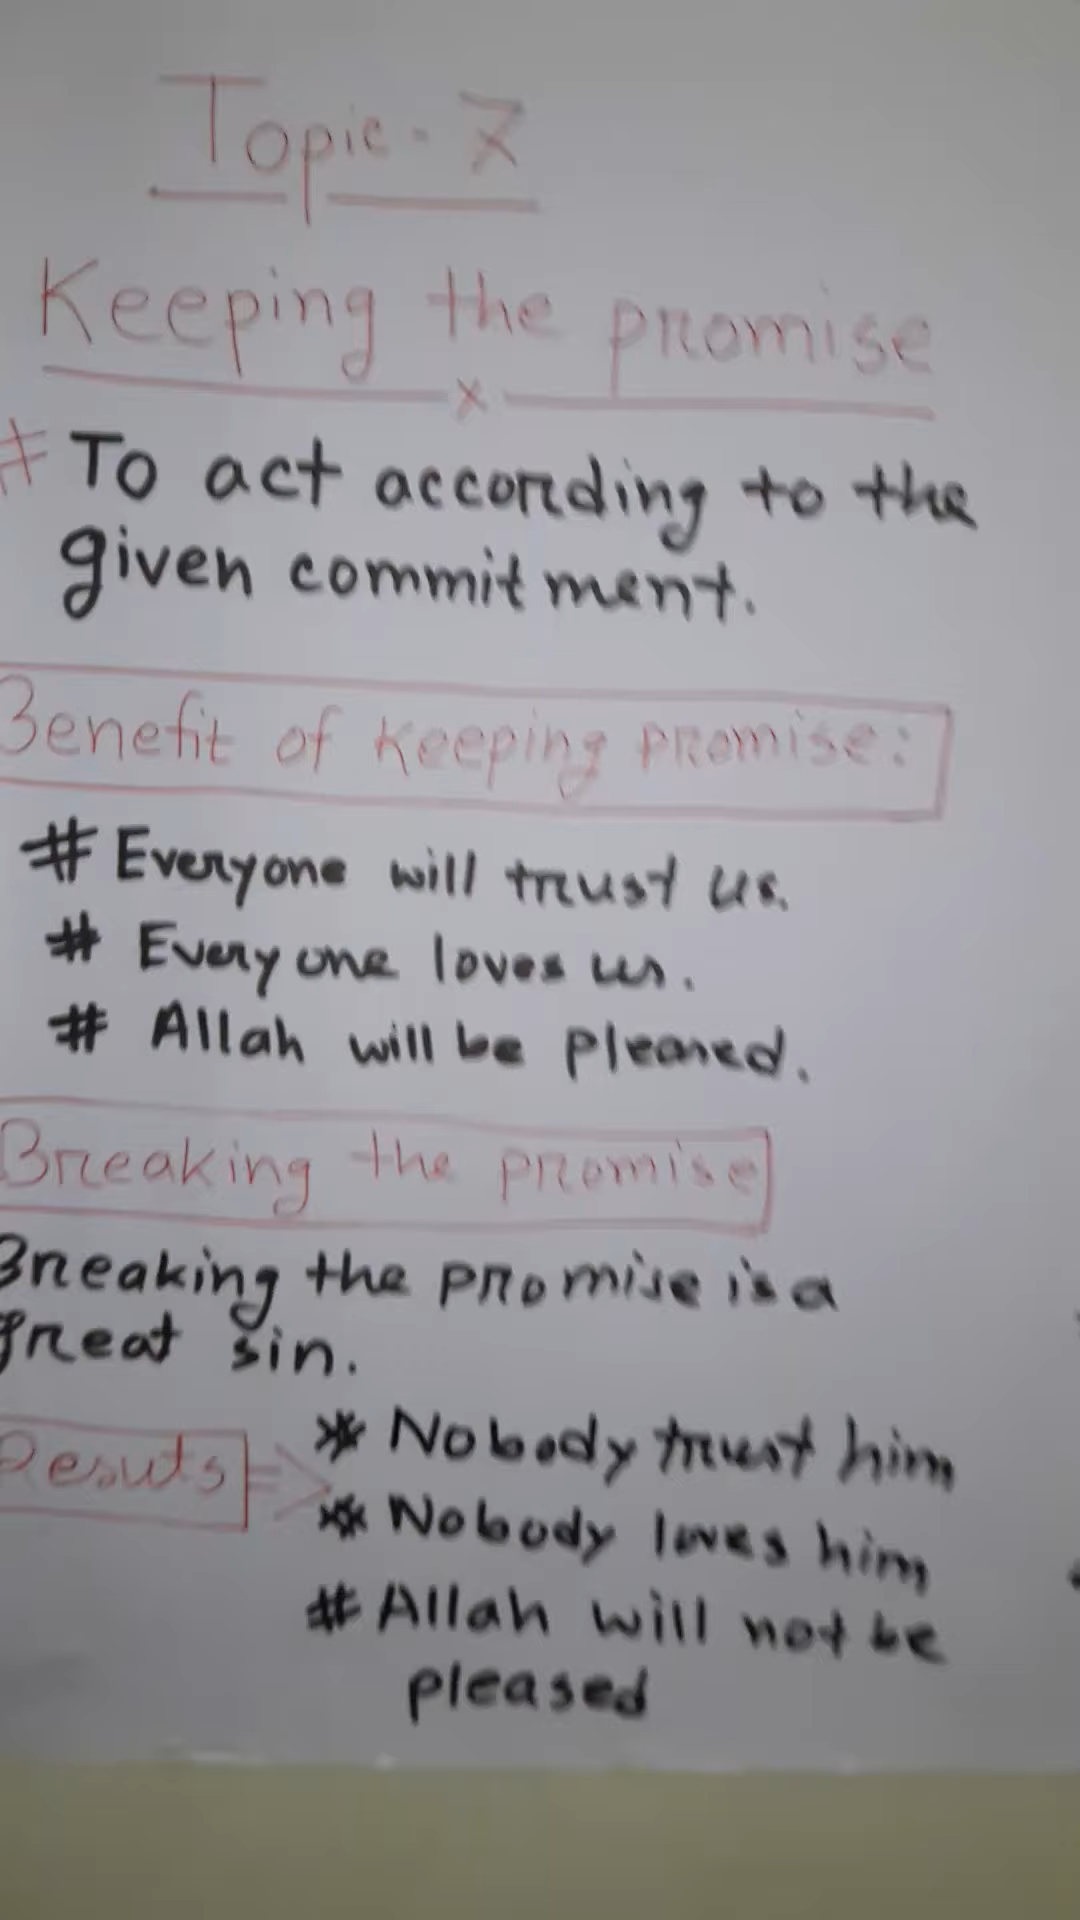 Topic - 7
Keeping the promise
x
# To act according to the
given commitment.
Benefit of Keeping promise:
# Everyone will trust us.
# Everyone loves us.
# Allah will be pleased.
Breaking the promise
Breaking the promise is a
great sin.
Resuts => * Nobody trust him
* Nobody loves him
# Allah will not be
pleased